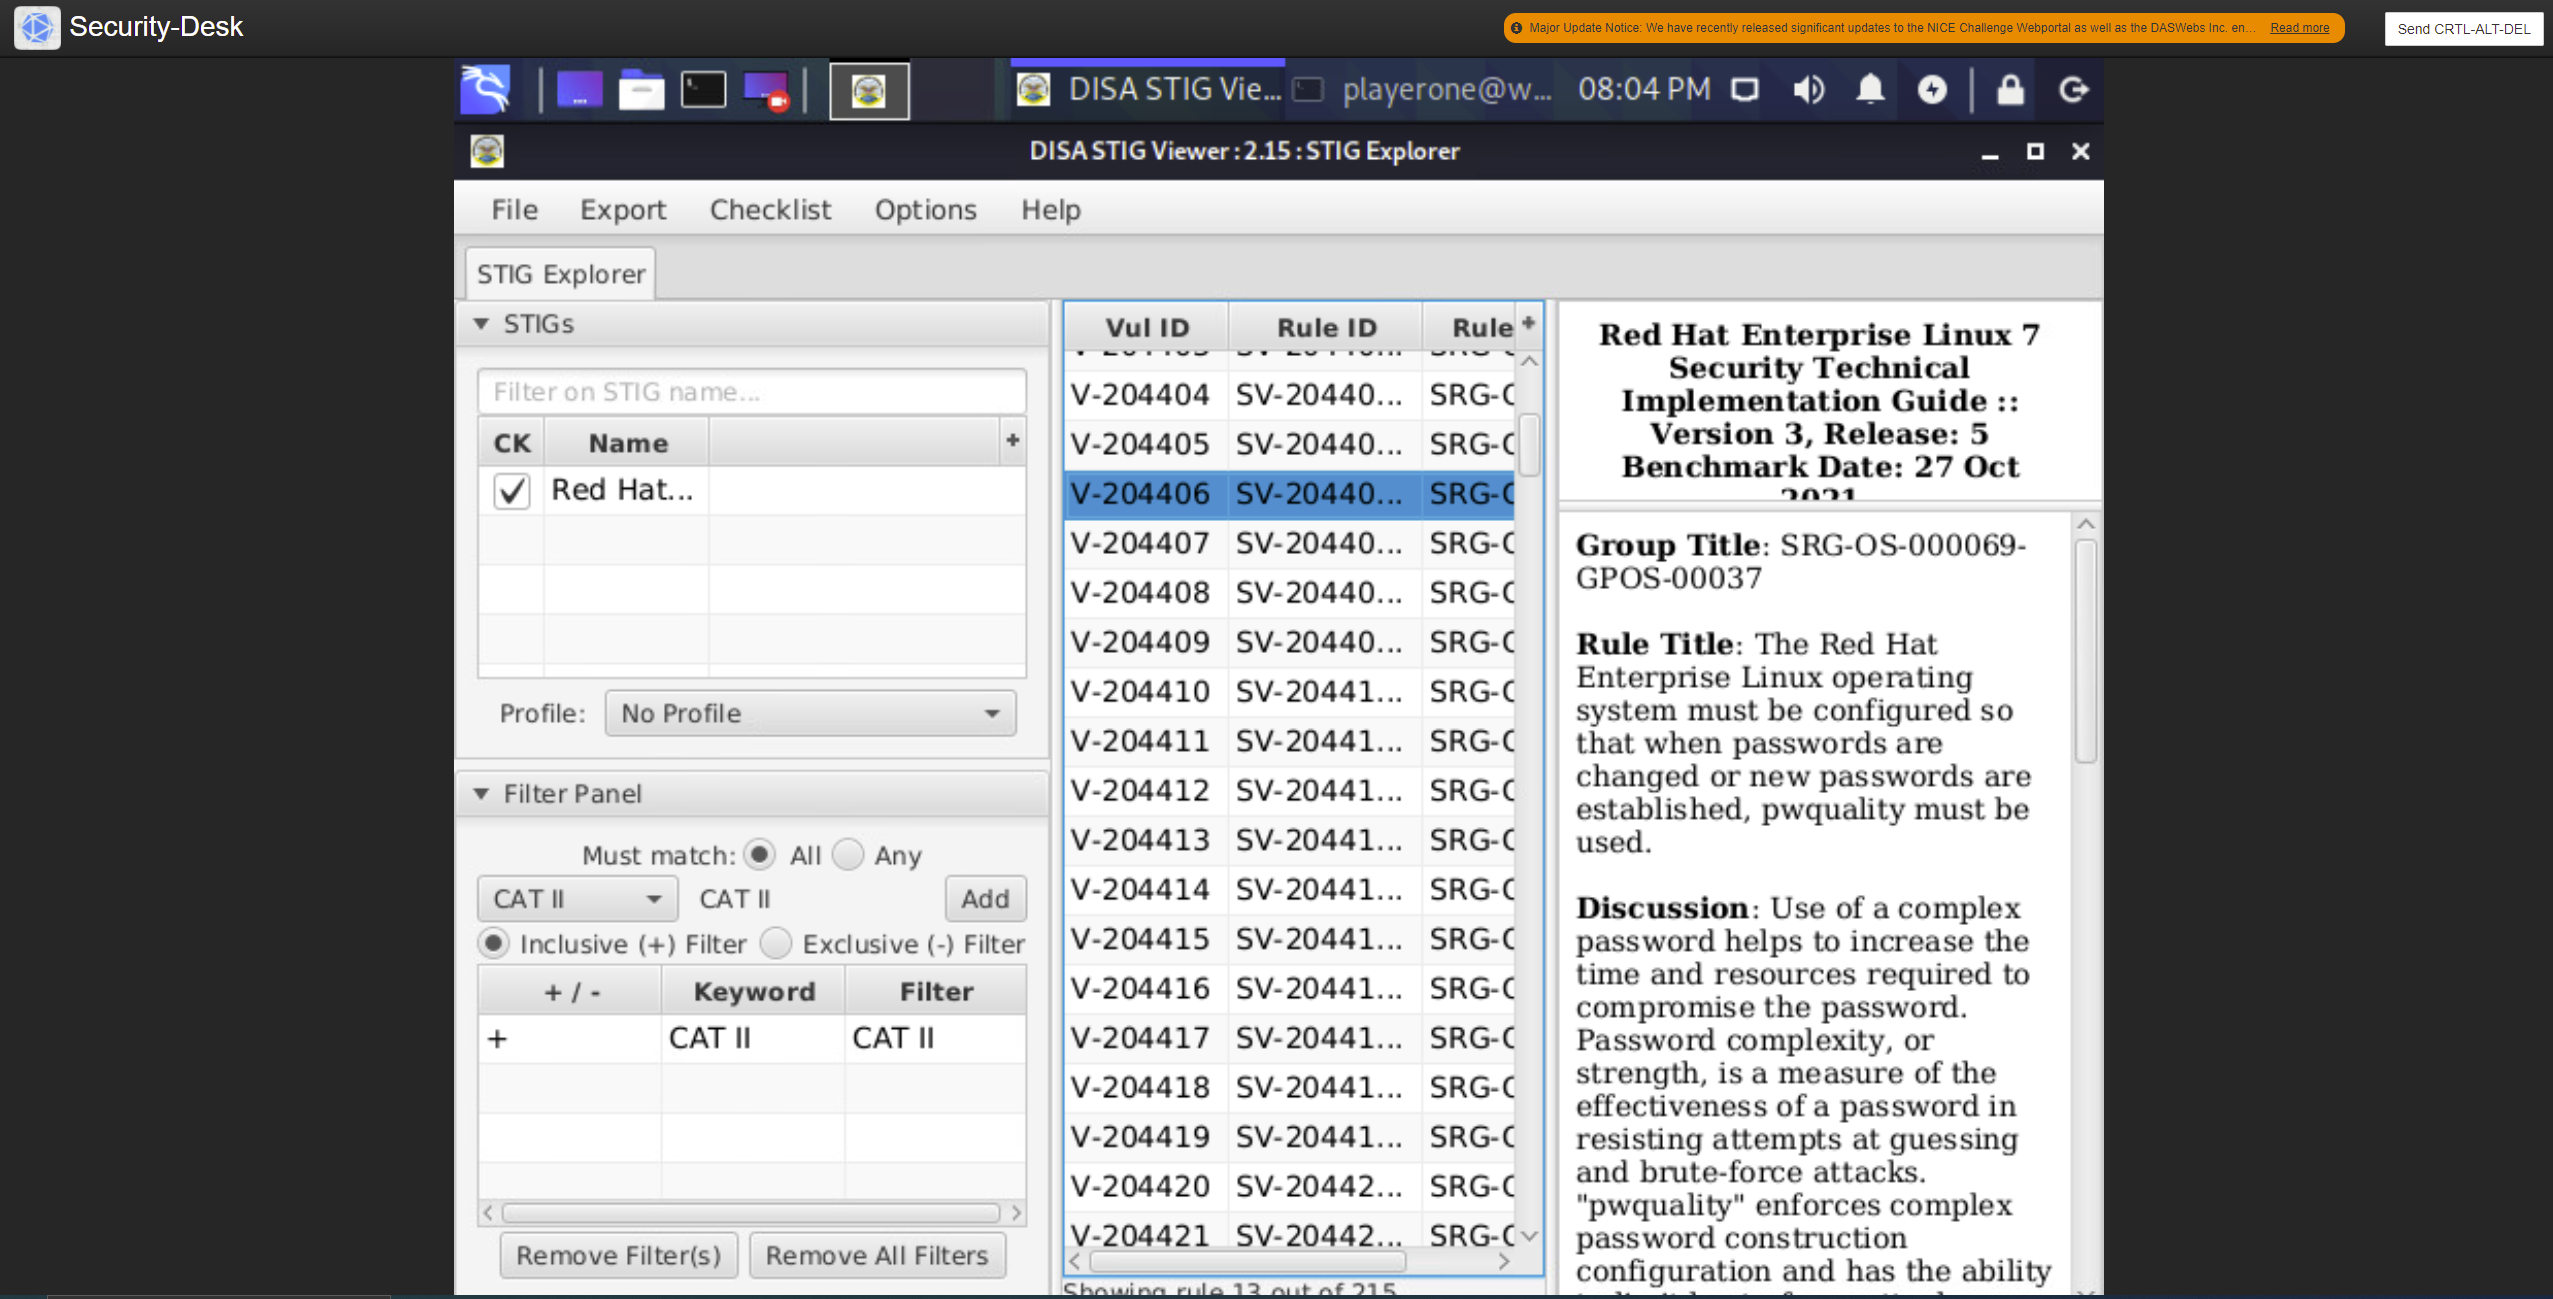 Security-Desk
Major Update Notice: We have recently released significant updates to the NICE Challenge Webportal as well as the DASWebs Inc. en... Read more
Send CRTL-ALT-DEL
DISA STIG Vie... playerone@w... 08:04 PM
DISA STIG Viewer : 2.15 : STIG Explorer
File Export Checklist Options Help
STIG Explorer
STIGs
Filter on STIG name...
CK Name +
Red Hat...
Profile: No Profile
Filter Panel
Must match: All Any
CAT II CAT II Add
Inclusive (+) Filter Exclusive (-) Filter
+ / - Keyword Filter
+ CAT II CAT II
Remove Filter(s) Remove All Filters
Vul ID Rule ID Rule +
V-204404 SV-20440... SRG-O
V-204405 SV-20440... SRG-O
V-204406 SV-20440... SRG-O
V-204407 SV-20440... SRG-O
V-204408 SV-20440... SRG-O
V-204409 SV-20440... SRG-O
V-204410 SV-20441... SRG-O
V-204411 SV-20441... SRG-O
V-204412 SV-20441... SRG-O
V-204413 SV-20441... SRG-O
V-204414 SV-20441... SRG-O
V-204415 SV-20441... SRG-O
V-204416 SV-20441... SRG-O
V-204417 SV-20441... SRG-O
V-204418 SV-20441... SRG-O
V-204419 SV-20441... SRG-O
V-204420 SV-20442... SRG-O
V-204421 SV-20442... SRG-O
Showing rule 13 out of 215
Red Hat Enterprise Linux 7
Security Technical
Implementation Guide ::
Version 3, Release: 5
Benchmark Date: 27 Oct
2021
Group Title: SRG-OS-000069-
GPOS-00037
Rule Title: The Red Hat
Enterprise Linux operating
system must be configured so
that when passwords are
changed or new passwords are
established, pwquality must be
used.
Discussion: Use of a complex
password helps to increase the
time and resources required to
compromise the password.
Password complexity, or
strength, is a measure of the
effectiveness of a password in
resisting attempts at guessing
and brute-force attacks.
"pwquality" enforces complex
password construction
configuration and has the ability